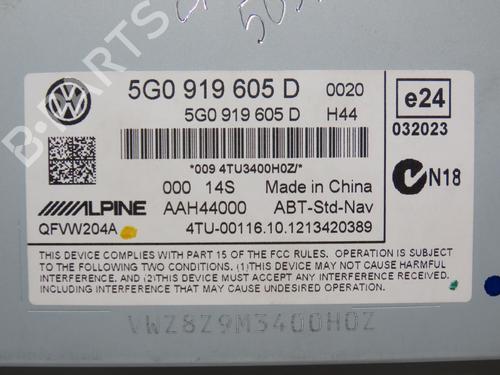 5G0 919 605 D 0020
5G0 919 605 D H44
e24
032023
*009 4TU3400H0Z/*
000 14S Made in China
N18
ALPINE AAH44000 ABT-Std-Nav
QFVW204A 4TU-00116.10.1213420389
THIS DEVICE COMPLIES WITH PART 15 OF THE FCC RULES. OPERATION IS SUBJECT
TO THE FOLLOWING TWO CONDITIONS. (1)THIS DEVICE MAY NOT CAUSE HARMFUL
INTERFERENCE, AND (2)THIS DEVICE MUST ACCEPT ANY INTERFERENCE RECEIVED,
INCLUDING INTERFERENCE THAT MAY CAUSE UNDESIRED OPERATION.
VWZ8Z9M3400H0Z